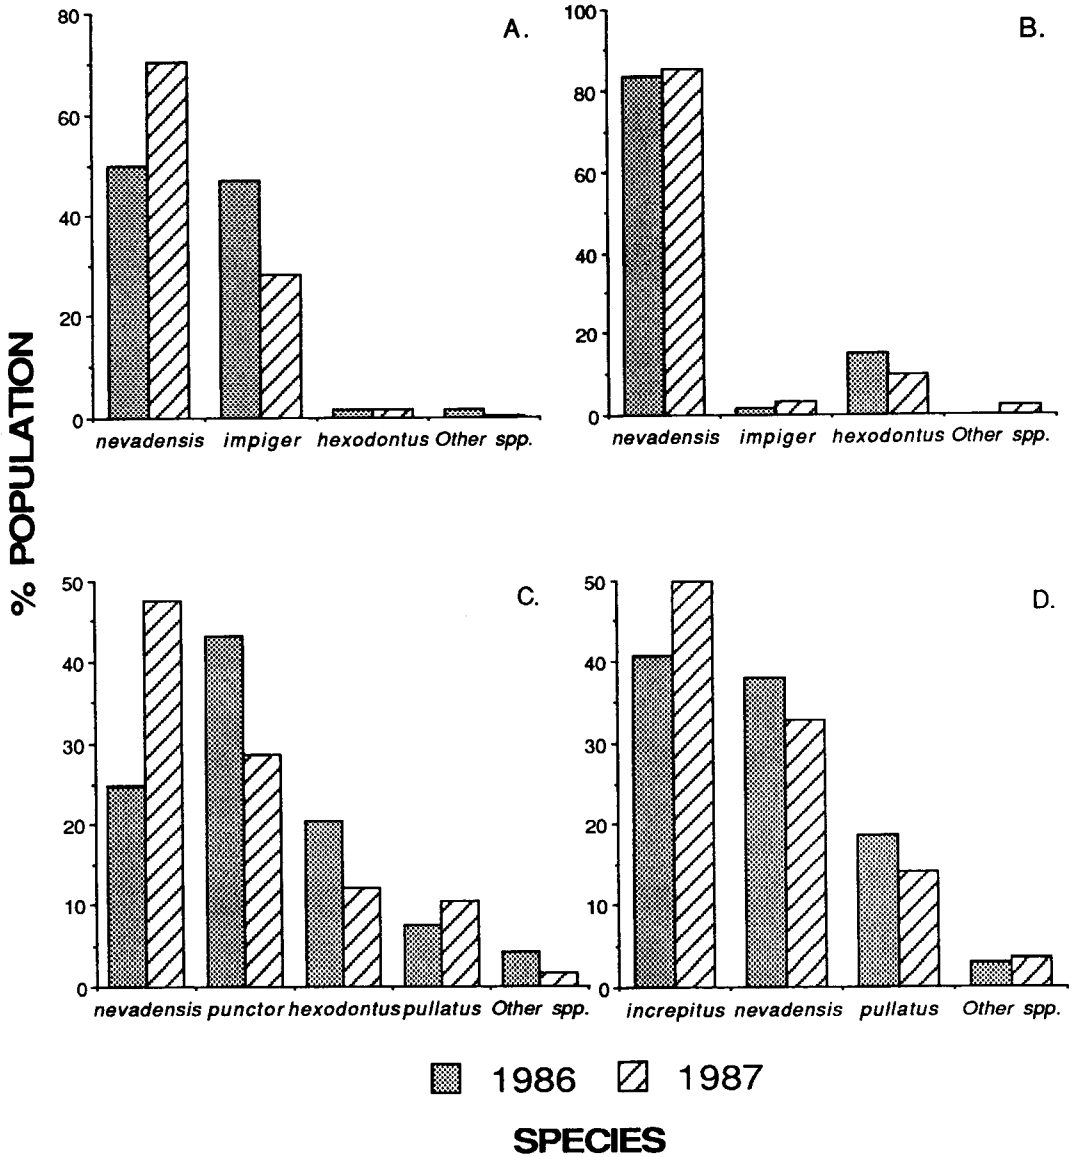 % POPULATION
A.
80
60
40
20
0
nevadensis impiger hexodontus Other spp.
B.
100
80
60
40
20
0
nevadensis impiger hexodontus Other spp.
C.
50
40
30
20
10
0
nevadensis punctor hexodontus pullatus Other spp.
D.
50
40
30
20
10
0
increpitus nevadensis pullatus Other spp.
1986 1987
SPECIES